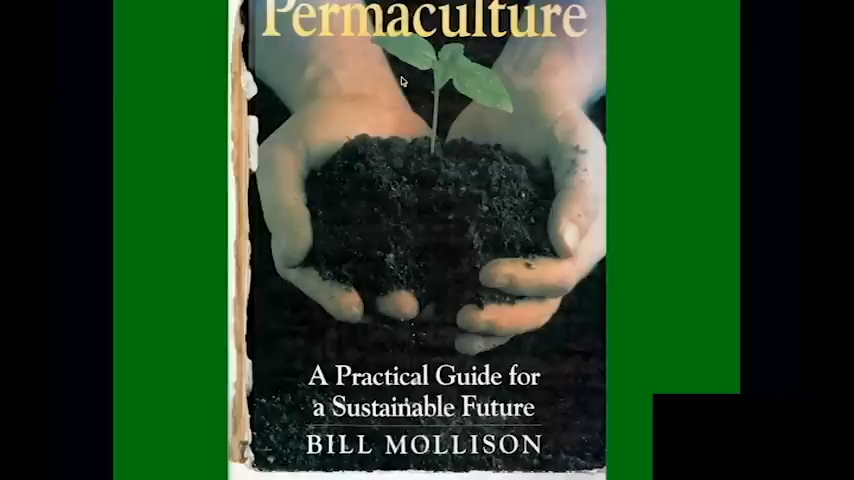 Permaculture
A Practical Guide for
a Sustainable Future
BILL MOLLISON